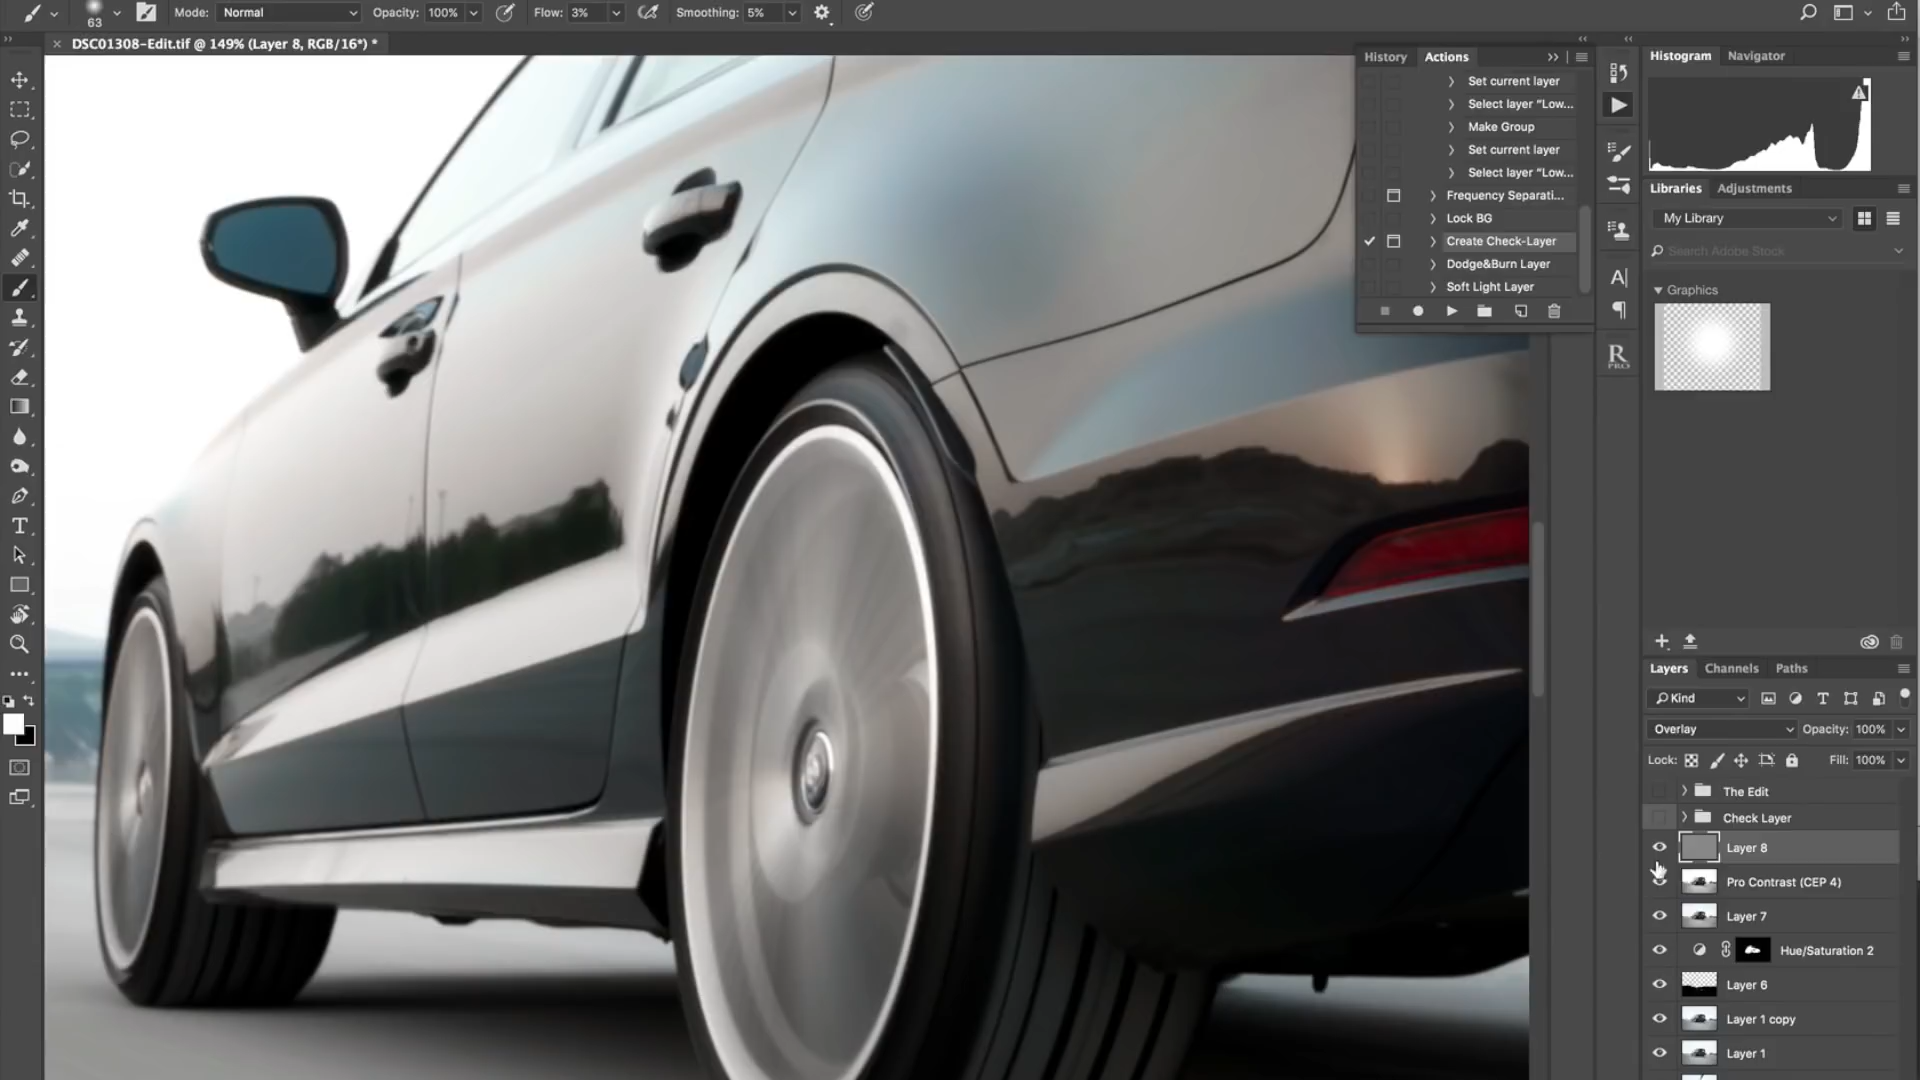 63 Mode: Normal Opacity: 100% Flow: 3% Smoothing: 5%
DSC01308-Edit.tif @ 149% (Layer 8, RGB/16*) *
History Actions
Set current layer
Select layer "Low...
Make Group
Set current layer
Select layer "Low...
Frequency Separati...
Lock BG
Create Check-Layer
Dodge&Burn Layer
Soft Light Layer
A
R
PRO
Histogram Navigator
Libraries Adjustments
My Library
Search Adobe Stock
Graphics
Layers Channels Paths
Kind
Overlay Opacity: 100%
Lock: Fill: 100%
The Edit
Check Layer
Layer 8
Pro Contrast (CEP 4)
Layer 7
Hue/Saturation 2
Layer 6
Layer 1 copy
Layer 1